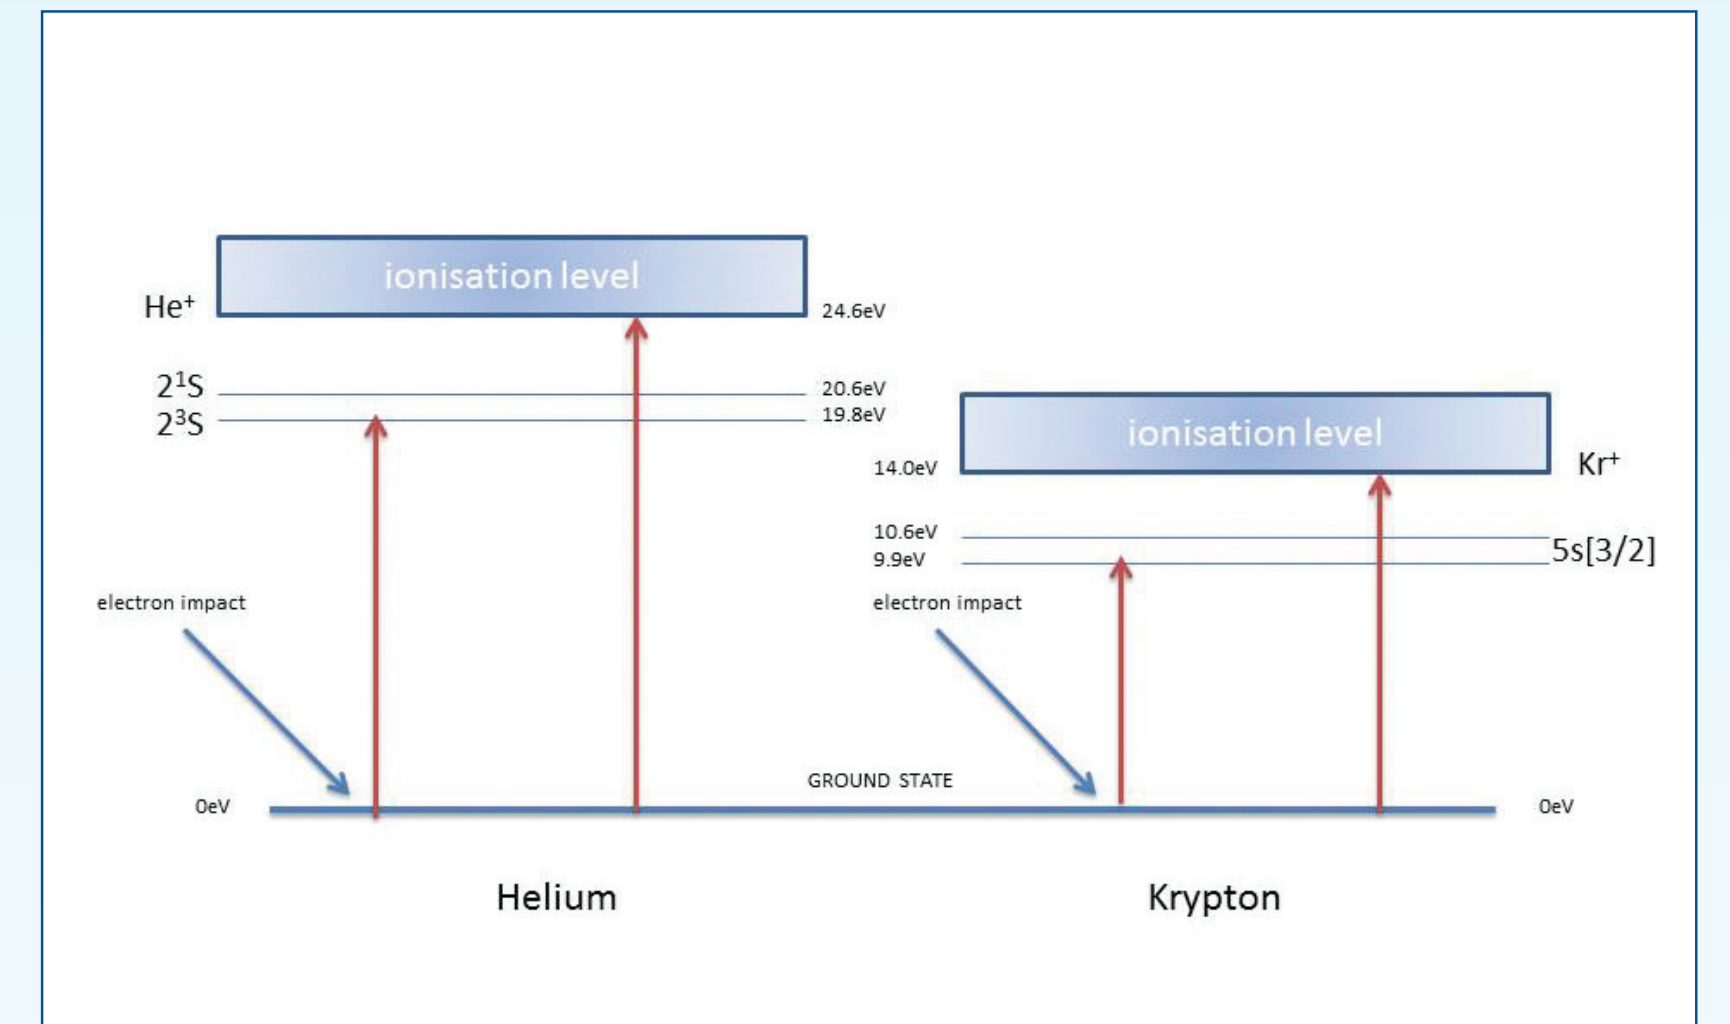 ionisation level
He⁺
24.6eV
2¹S
20.6eV
2³S
19.8eV
ionisation level
14.0eV
Kr⁺
10.6eV
9.9eV
5s[3/2]
electron impact
electron impact
GROUND STATE
0eV
0eV
Helium
Krypton